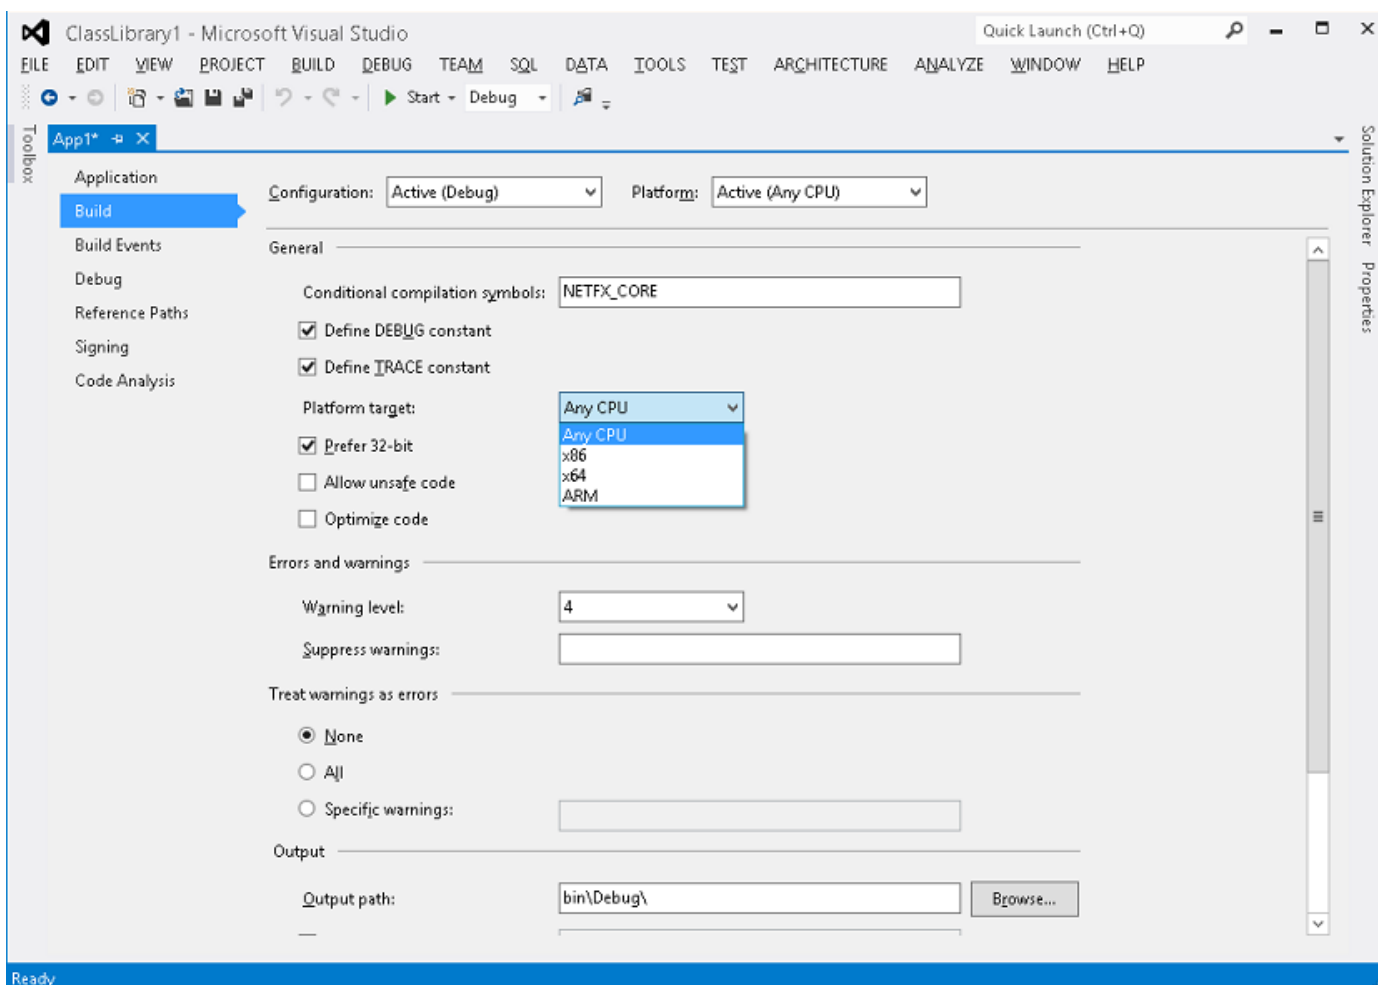 ClassLibrary1 - Microsoft Visual Studio
Quick Launch (Ctrl+Q)
FILE EDIT VIEW PROJECT BUILD DEBUG TEAM SQL DATA TOOLS TEST ARCHITECTURE ANALYZE WINDOW HELP
Start Debug
Toolbox
App1*
Solution Explorer
Properties
Application
Build
Build Events
Debug
Reference Paths
Signing
Code Analysis
Configuration: Active (Debug) Platform: Active (Any CPU)
General
Conditional compilation symbols: NETFX_CORE
Define DEBUG constant
Define TRACE constant
Platform target: Any CPU
Any CPU
x86
x64
ARM
Prefer 32-bit
Allow unsafe code
Optimize code
Errors and warnings
Warning level: 4
Suppress warnings:
Treat warnings as errors
None
All
Specific warnings:
Output
Output path: bin\Debug\ Browse...
Ready